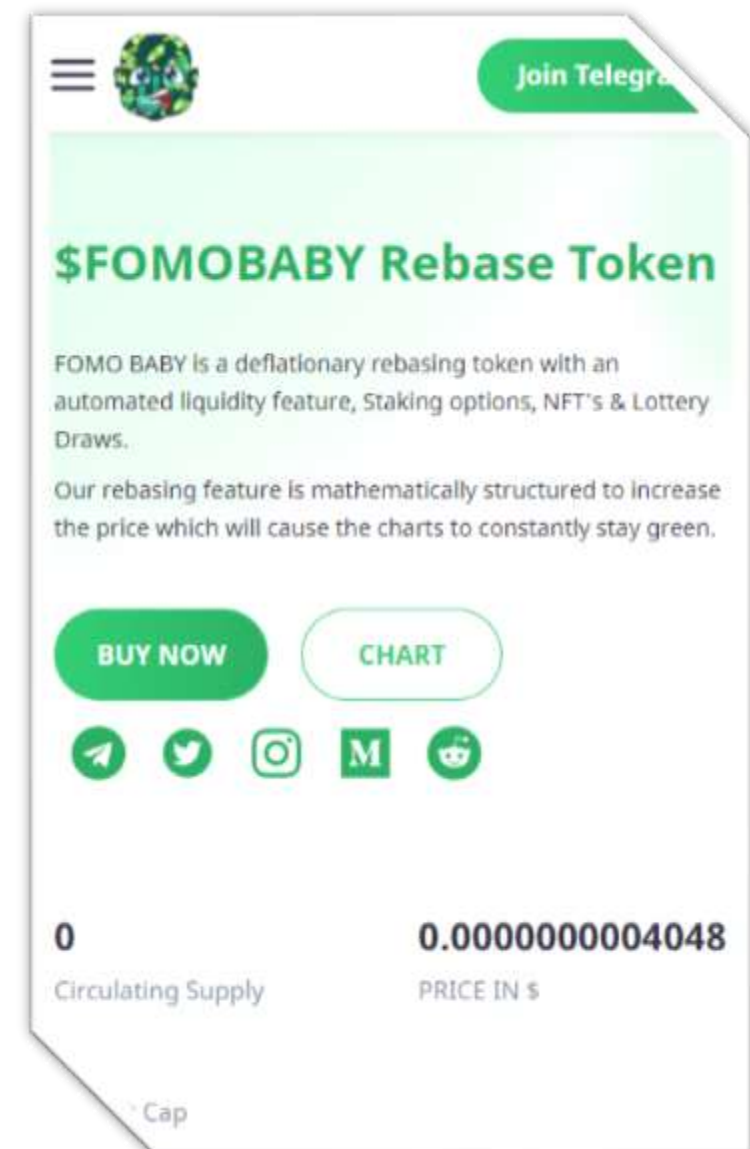 Join
$FOMOBABY Rebase Token
FOMO BABY is a deflationary rebasing token with an
automated liquidity feature, Staking options, NFT's & Lottery
Draws.
Our rebasing feature is mathematically structured to increase
the price which will cause the charts to constantly stay green.
BUY NOW CHART
M
0 0.0000000004048
Circulating Supply PRICE IN $
Cap